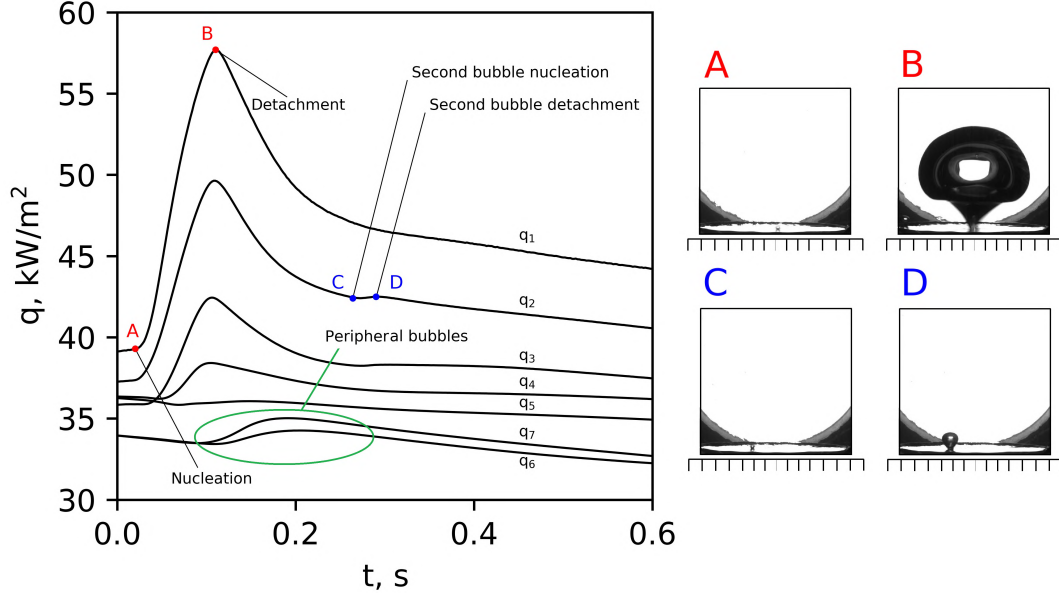 60
55
50
45
40
35
30
q, kW/m²
0.0
0.2
0.4
0.6
t, s
B
Detachment
Second bubble nucleation
Second bubble detachment
A
Nucleation
C
D
Peripheral bubbles
q₁
q₂
q₃
q₄
q₅
q₇
q₆
A
B
C
D